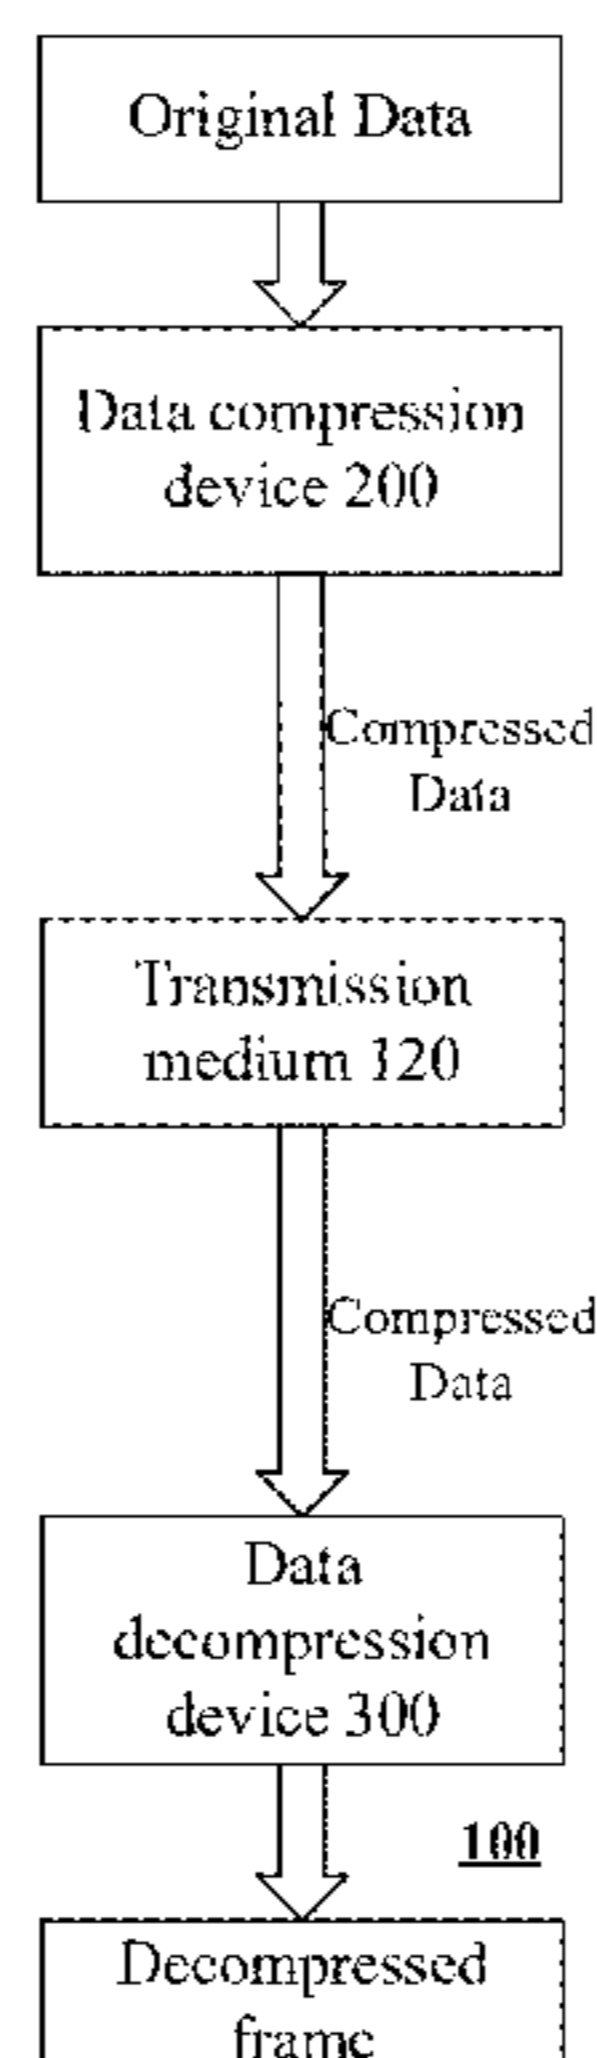 Original Data
Data compression
device 200
Compressed
Data
Transmission
medium 120
Compressed
Data
Data
decompression
device 300
100
Decompressed
frame